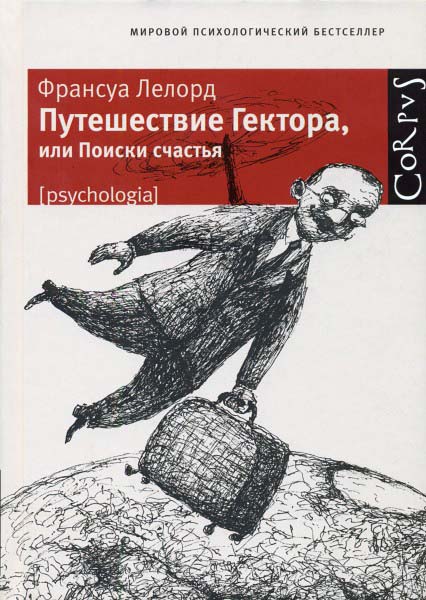 МИРОВОЙ ПСИХОЛОГИЧЕСКИЙ БЕСТСЕЛЛЕР
Франсуа Лелорд
Путешествие Гектора,
или Поиски счастья
[psychologia]
CORPVS